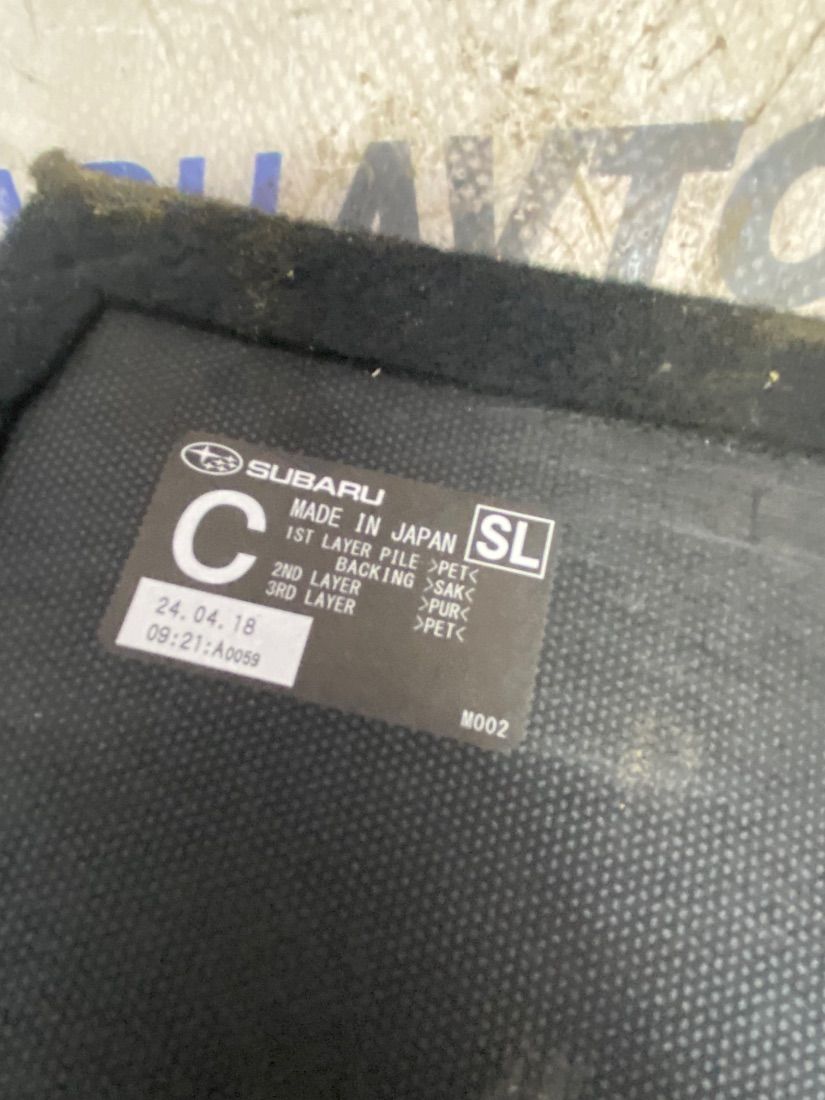 SUBARU
C
MADE IN JAPAN
SL
1ST LAYER PILE >PET<
BACKING >SAK<
2ND LAYER >PUR<
3RD LAYER >PET<
24.04.18
09:21:A0059
M002